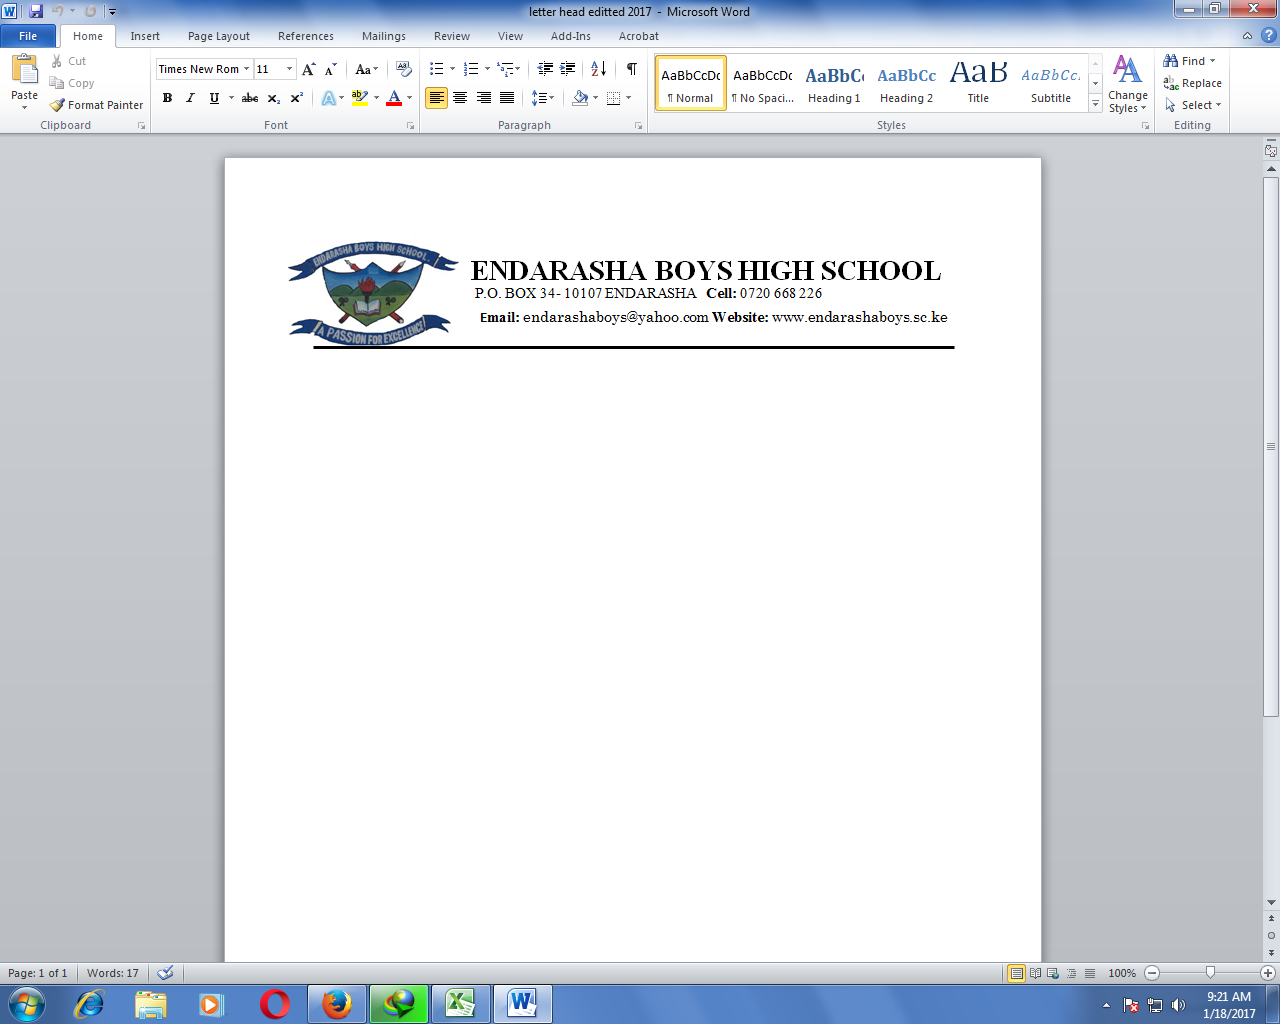 letter head editted 2017 - Microsoft Word
File Home Insert Page Layout References Mailings Review View Add-Ins Acrobat
Paste
Cut
Copy
Format Painter
Clipboard
Times New Rom 11
Font
Paragraph
AaBbCcDc AaBbCcDc AaBbCc AaBbCc AaB AaBbCc.
¶ Normal ¶ No Spaci... Heading 1 Heading 2 Title Subtitle
Change Styles
Styles
Find
Replace
Select
Editing
ENDARASHA BOYS HIGH SCHOOL.
A PASSION FOR EXCELLENCE!
ENDARASHA BOYS HIGH SCHOOL
P.O. BOX 34- 10107 ENDARASHA Cell: 0720 668 226
Email: endarashaboys@yahoo.com Website: www.endarashaboys.sc.ke
Page: 1 of 1 Words: 17 100%
9:21 AM
1/18/2017